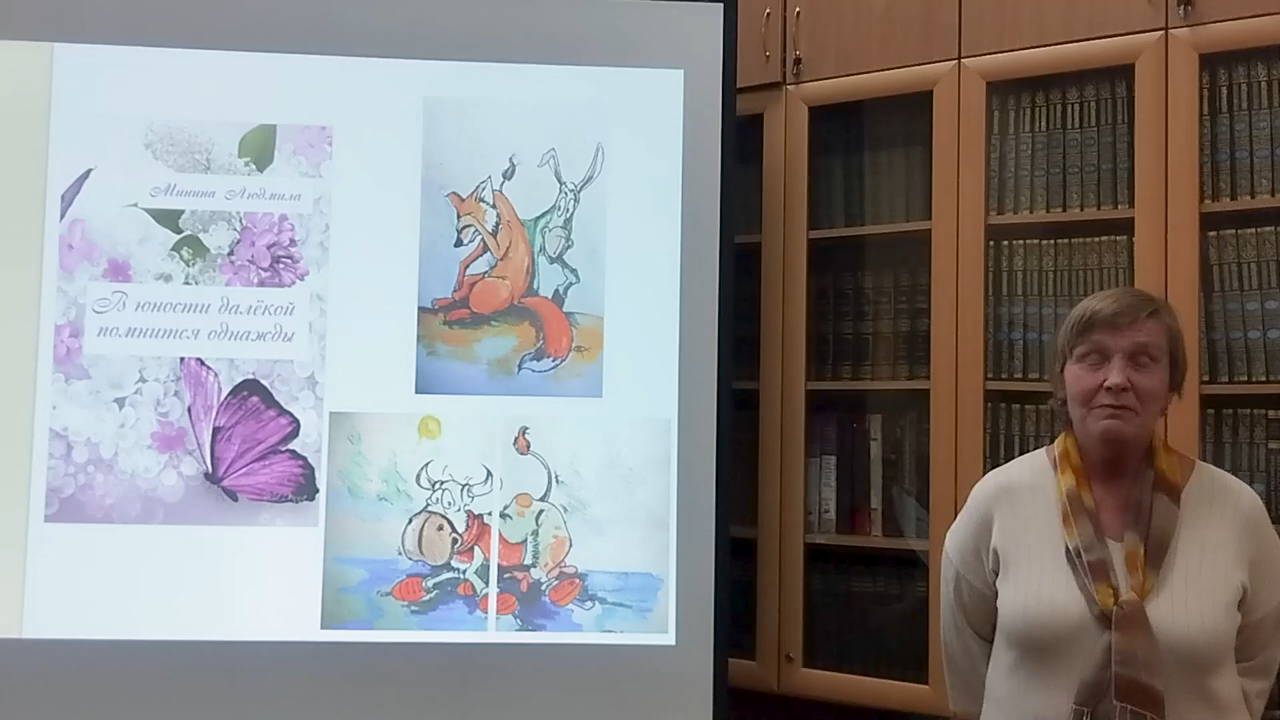 Минина Людмила
В юности далёкой
помнится однажды